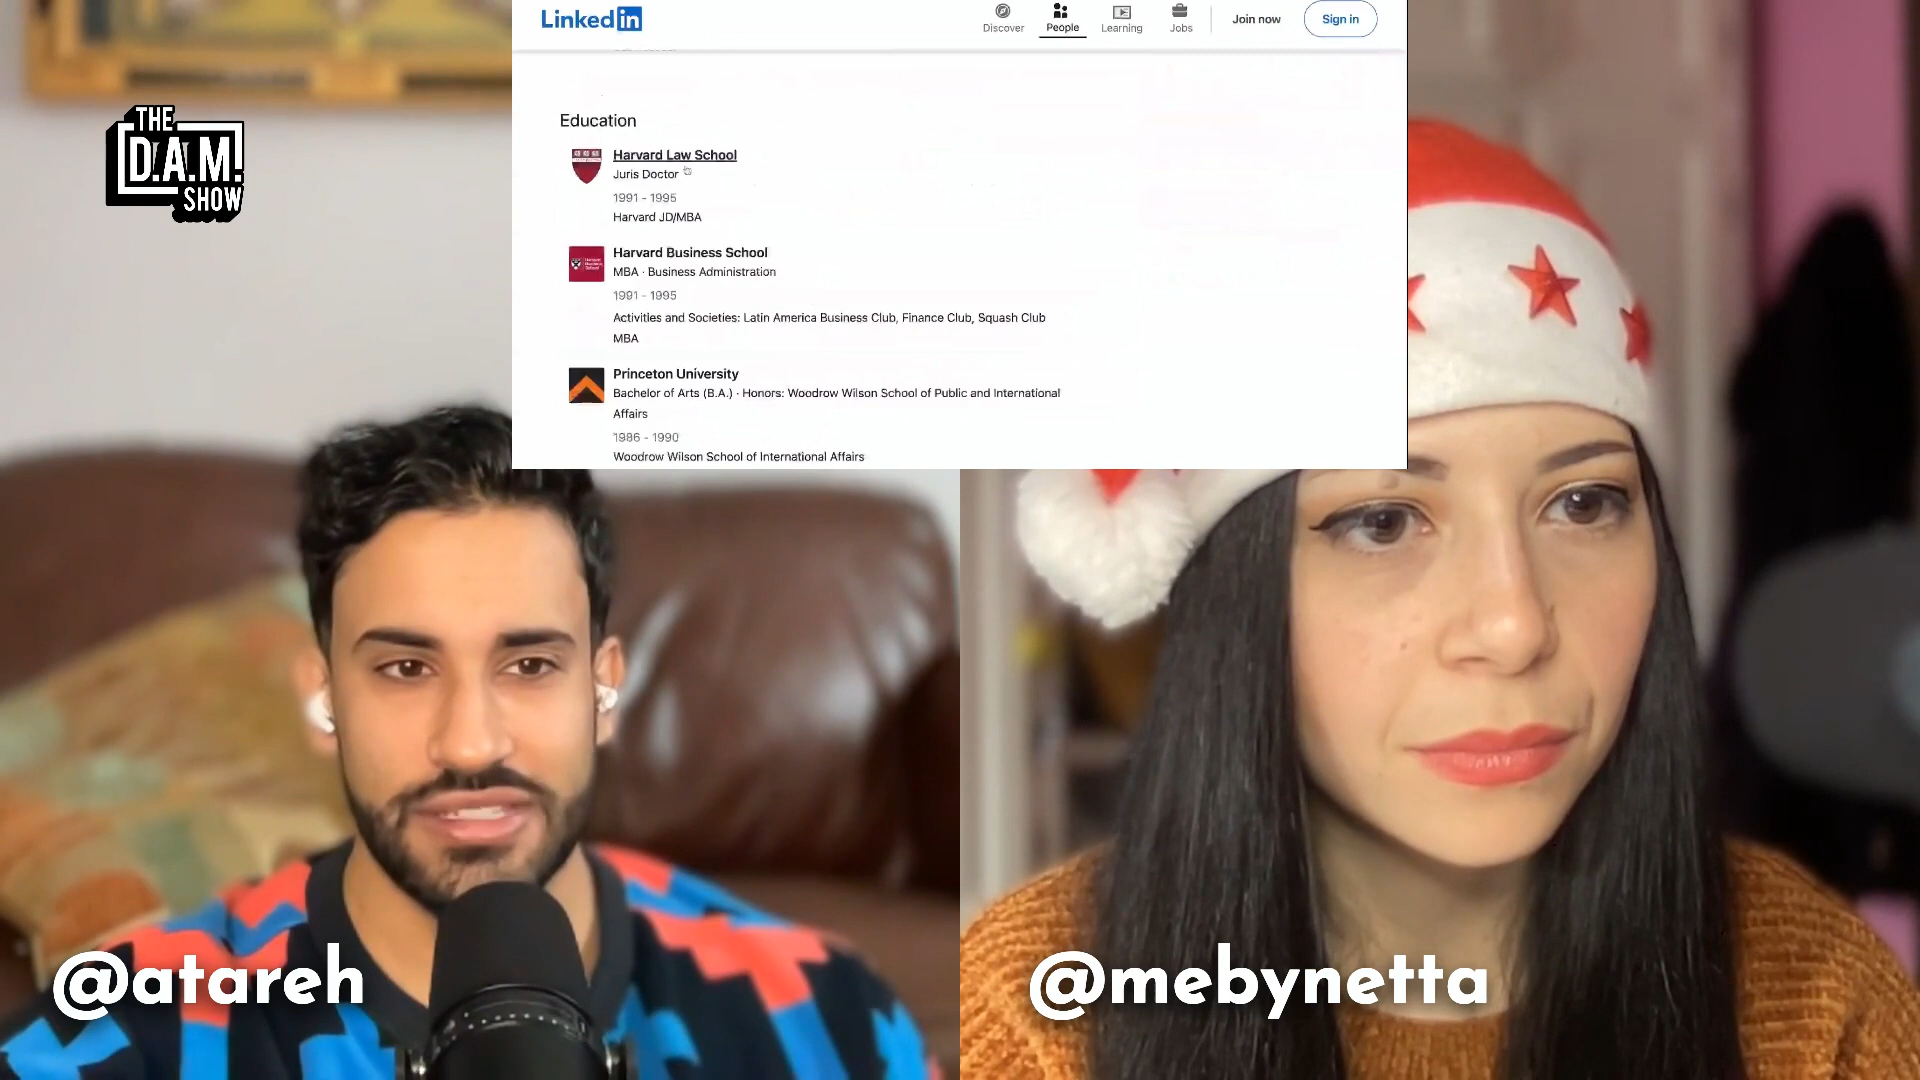 THE
D.A.M!
SHOW
LinkedIn
Discover
People
Learning
Jobs
Join now
Sign in
Education
Harvard Law School
Juris Doctor
1991 - 1995
Harvard JD/MBA
Harvard Business School
MBA · Business Administration
1991 - 1995
Activities and Societies: Latin America Business Club, Finance Club, Squash Club
MBA
Princeton University
Bachelor of Arts (B.A.) · Honors: Woodrow Wilson School of Public and International
Affairs
1986 - 1990
Woodrow Wilson School of International Affairs
@atareh
@mebynetta